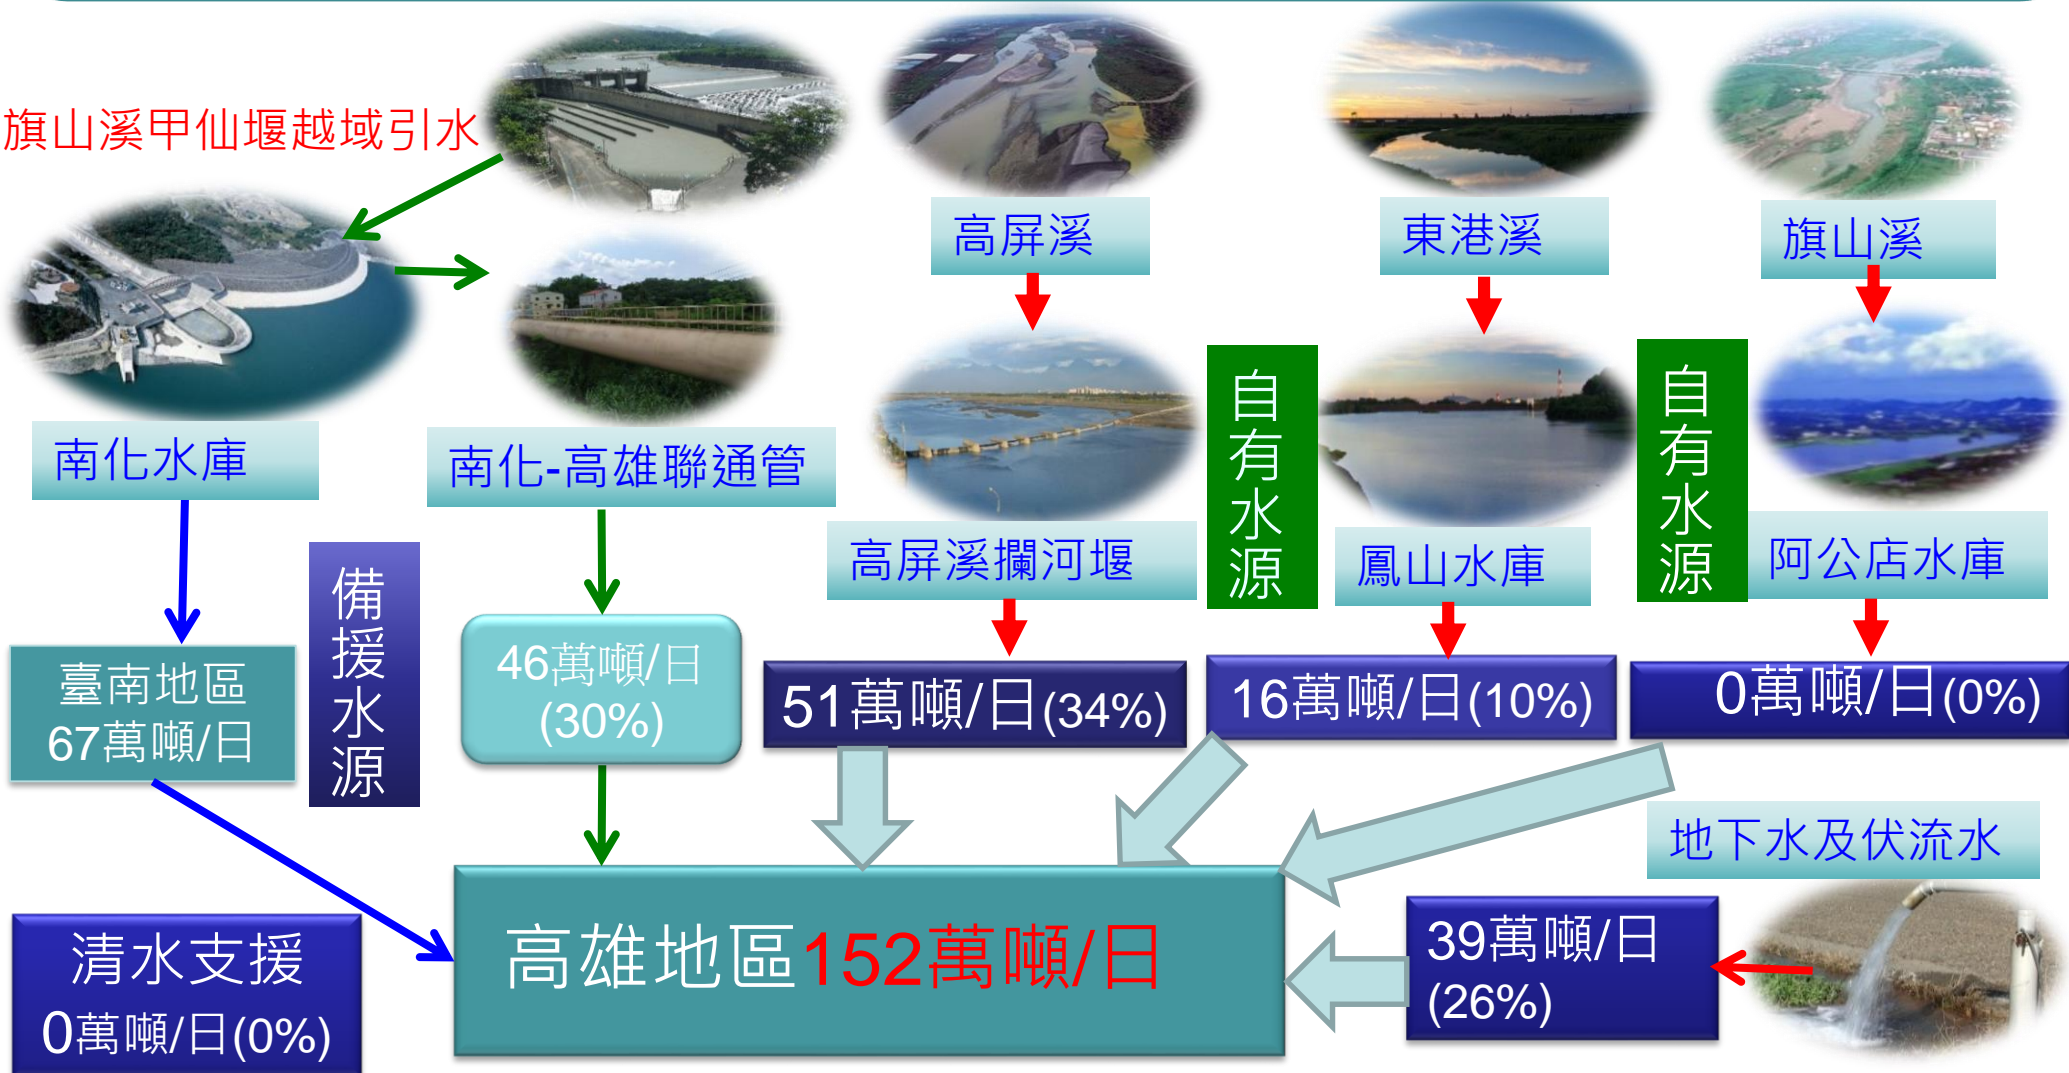 旗山溪甲仙堰越域引水
高屏溪
東港溪
旗山溪
南化水庫
南化-高雄聯通管
高屏溪攔河堰
自有水源
鳳山水庫
自有水源
阿公店水庫
備援水源
臺南地區
67萬噸/日
46萬噸/日
(30%)
51萬噸/日(34%)
16萬噸/日(10%)
0萬噸/日(0%)
地下水及伏流水
清水支援
0萬噸/日(0%)
高雄地區152萬噸/日
39萬噸/日
(26%)